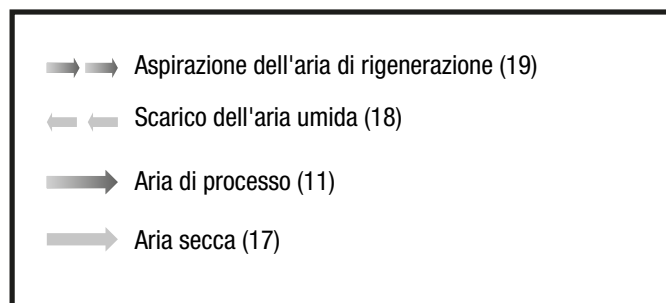 Aspirazione dell'aria di rigenerazione (19)
Scarico dell'aria umida (18)
Aria di processo (11)
Aria secca (17)